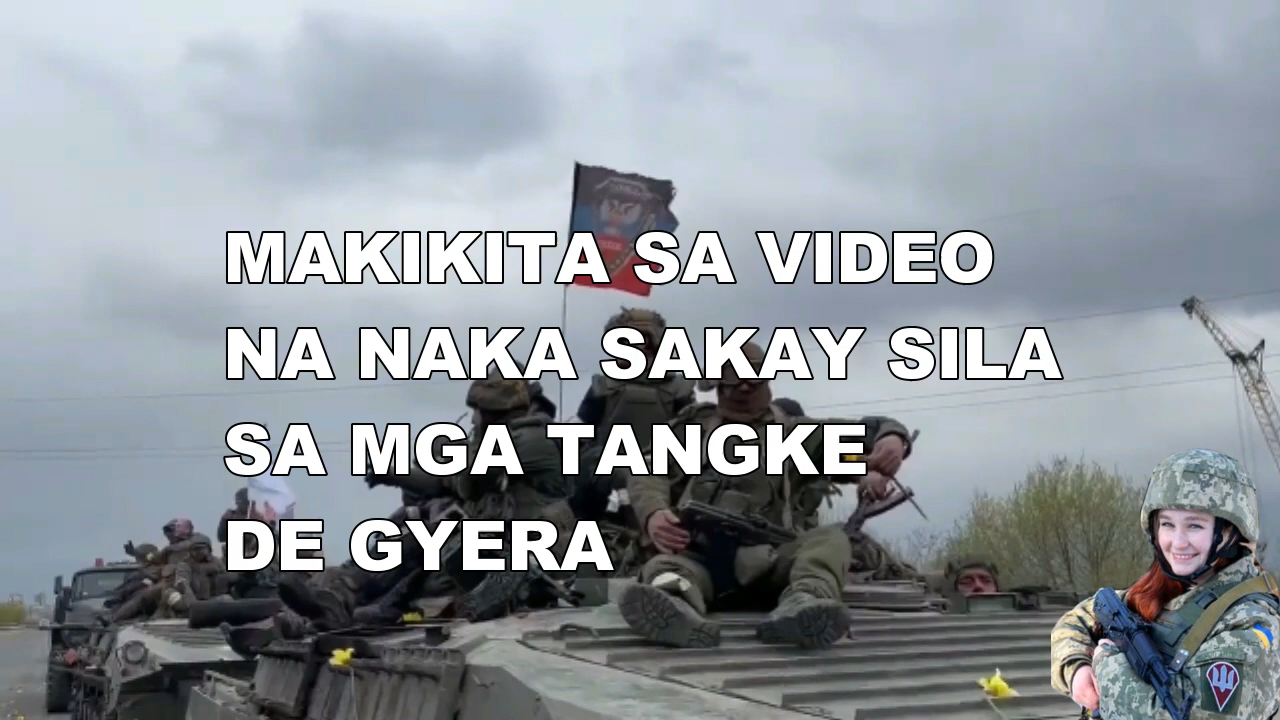 MAKIKITA SA VIDEO
NA NAKA SAKAY SILA
SA MGA TANGKE
DE GYERA